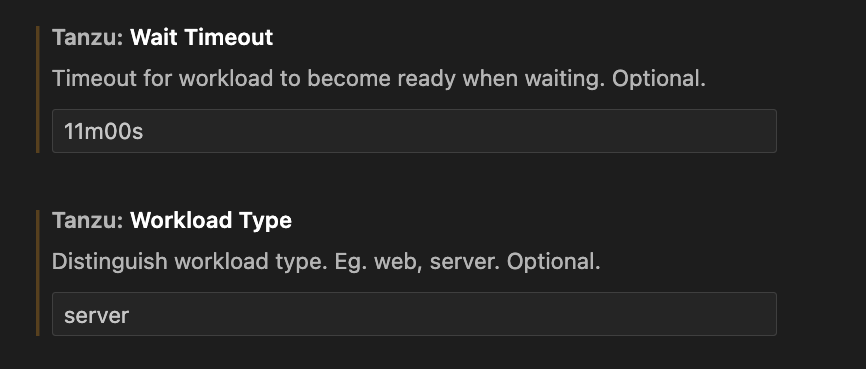 Tanzu: Wait Timeout
Timeout for workload to become ready when waiting. Optional.
11m00s
Tanzu: Workload Type
Distinguish workload type. Eg. web, server. Optional.
server